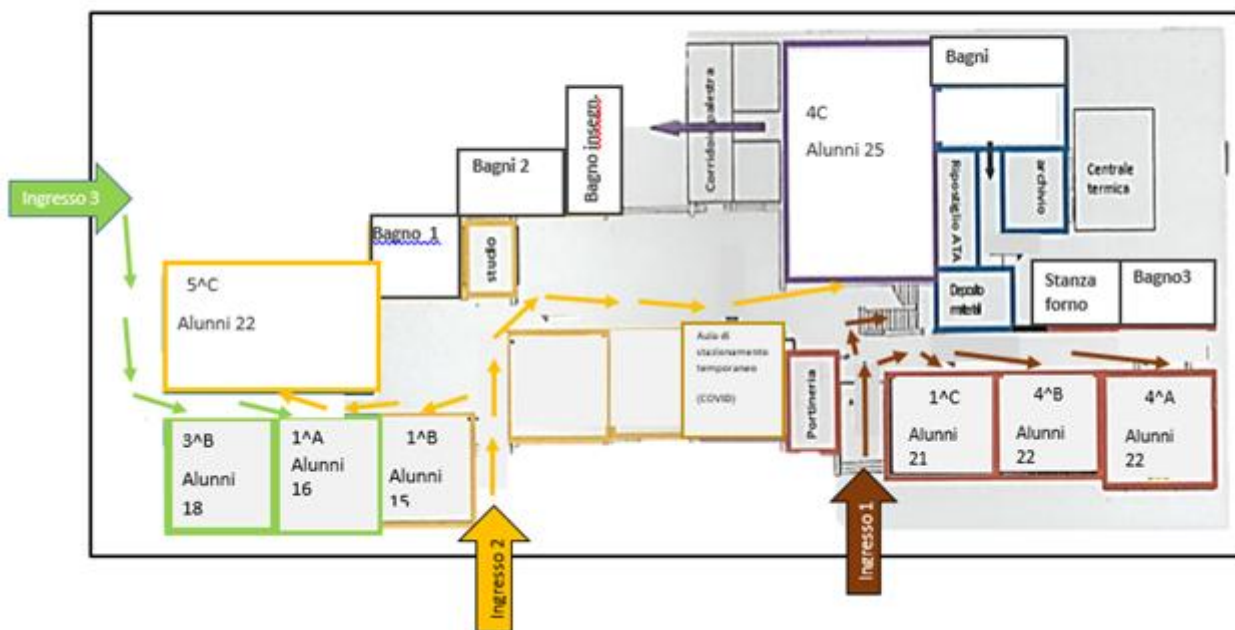 Bagni
4C
Alunni 25
Corridoio palestra
Bagno insegn.
Bagni 2
Ingresso 3
Bagno 1
studio
Ripostiglio ATA
archivio
Centrale
termica
5^C
Alunni 22
Deposito
materiali
Stanza
forno
Bagno3
Aula di
stazionamento
temporaneo
(COVID)
Portineria
3^B
Alunni
18
1^A
Alunni
16
1^B
Alunni
15
1^C
Alunni
21
4^B
Alunni
22
4^A
Alunni
22
Ingresso 2
Ingresso 1